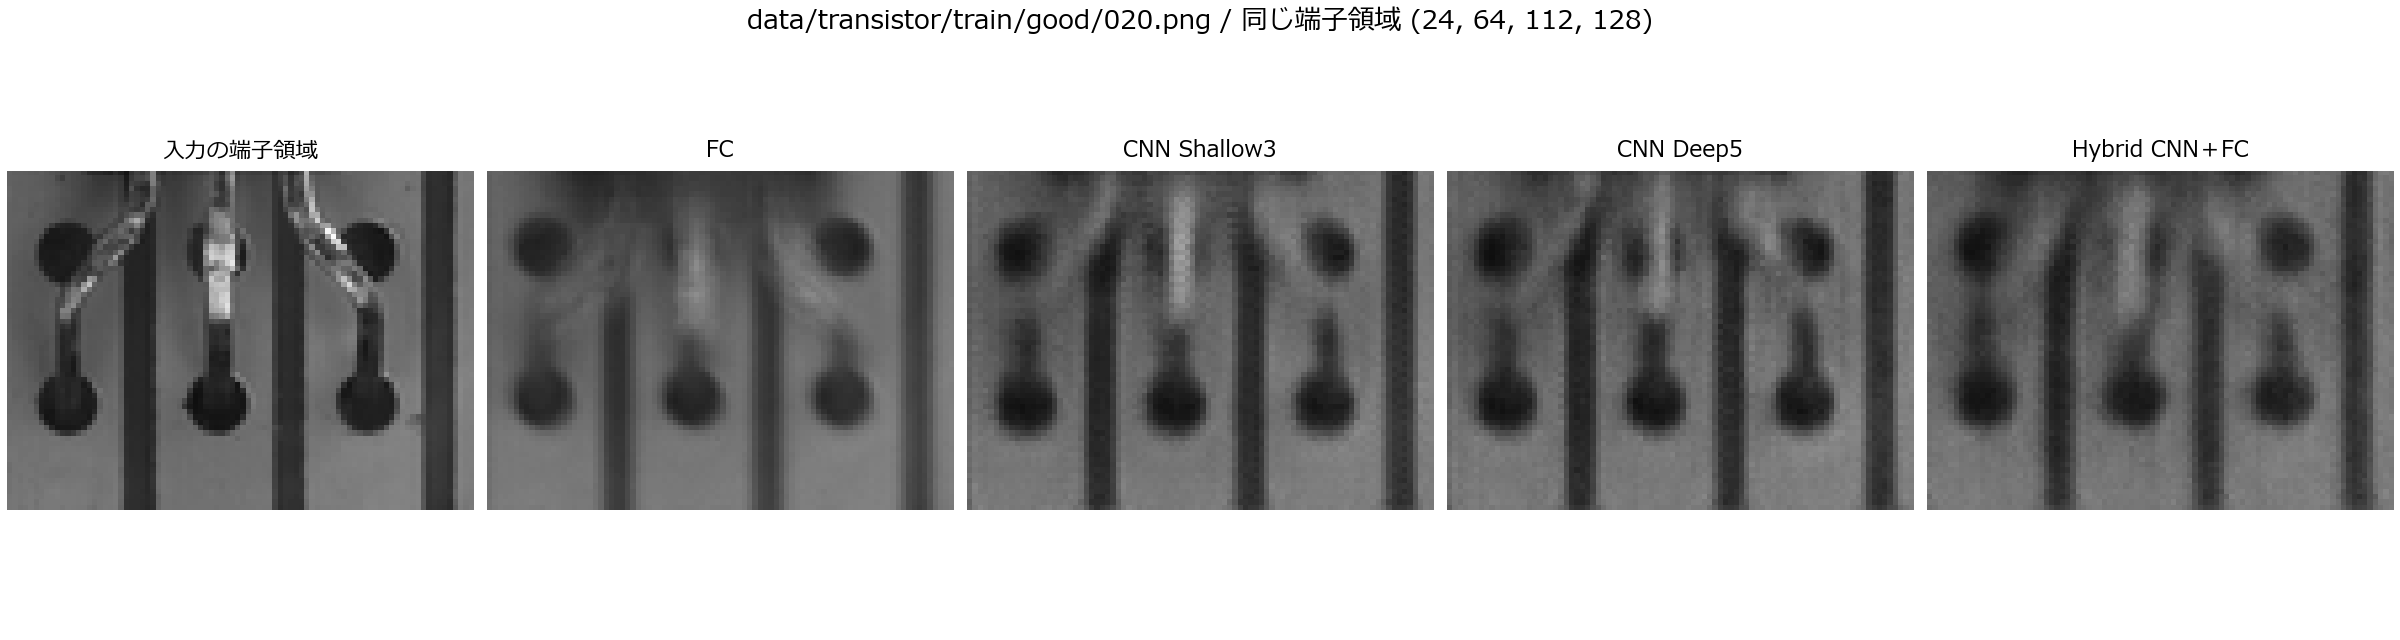 data/transistor/train/good/020.png / 同じ端子領域 (24, 64, 112, 128)
入力の端子領域
FC
CNN Shallow3
CNN Deep5
Hybrid CNN+FC